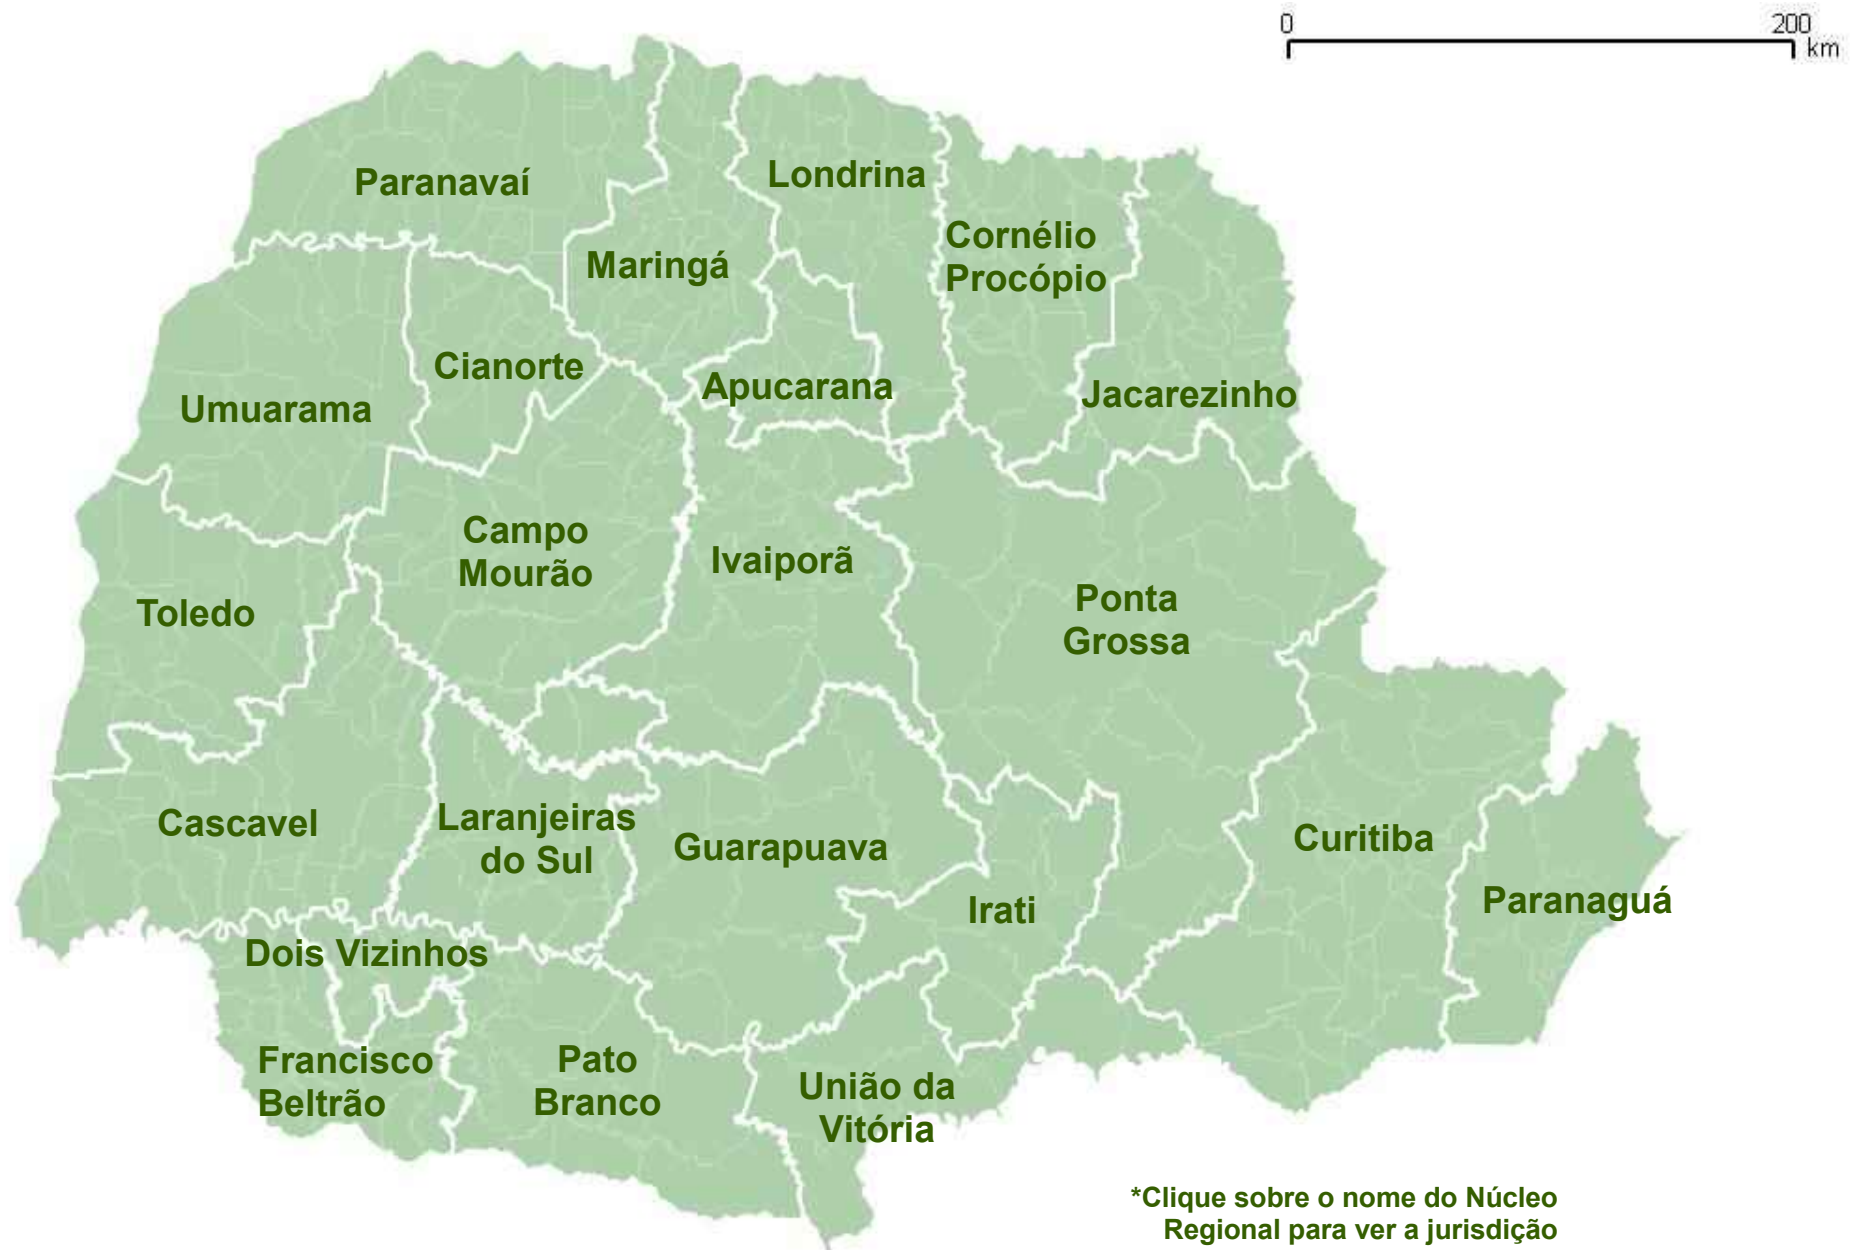 0 200
km
Paranavaí
Londrina
Cornélio
Procópio
Maringá
Cianorte
Apucarana
Jacarezinho
Umuarama
Campo
Mourão
Ivaiporã
Toledo
Ponta
Grossa
Cascavel
Laranjeiras
do Sul
Guarapuava
Curitiba
Paranaguá
Irati
Dois Vizinhos
Francisco
Beltrão
Pato
Branco
União da
Vitória
*Clique sobre o nome do Núcleo
Regional para ver a jurisdição